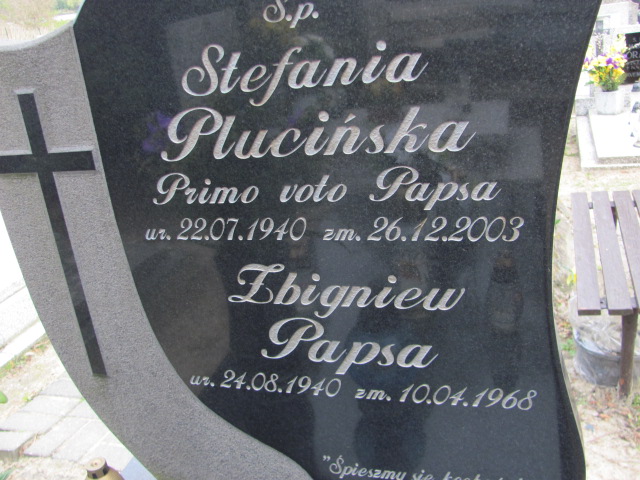 Ś.p.
Stefania
Plucińska
Primo voto Papsa
ur. 22.07.1940 zm. 26.12.2003
Zbigniew
Papsa
ur. 24.08.1940 zm. 10.04.1968
"Śpieszmy się